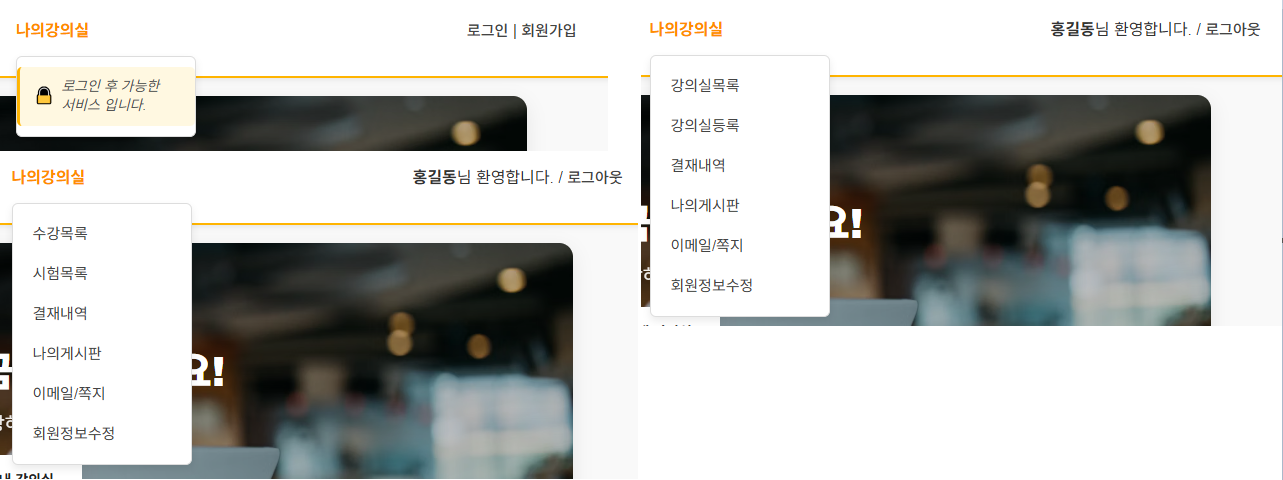 나의강의실
로그인 | 회원가입
로그인 후 가능한
서비스 입니다.
나의강의실
홍길동님 환영합니다. / 로그아웃
수강목록
시험목록
결재내역
나의게시판
이메일/쪽지
회원정보수정
요!
나의강의실
홍길동님 환영합니다. / 로그아웃
강의실목록
강의실등록
결재내역
나의게시판
이메일/쪽지
회원정보수정
요!